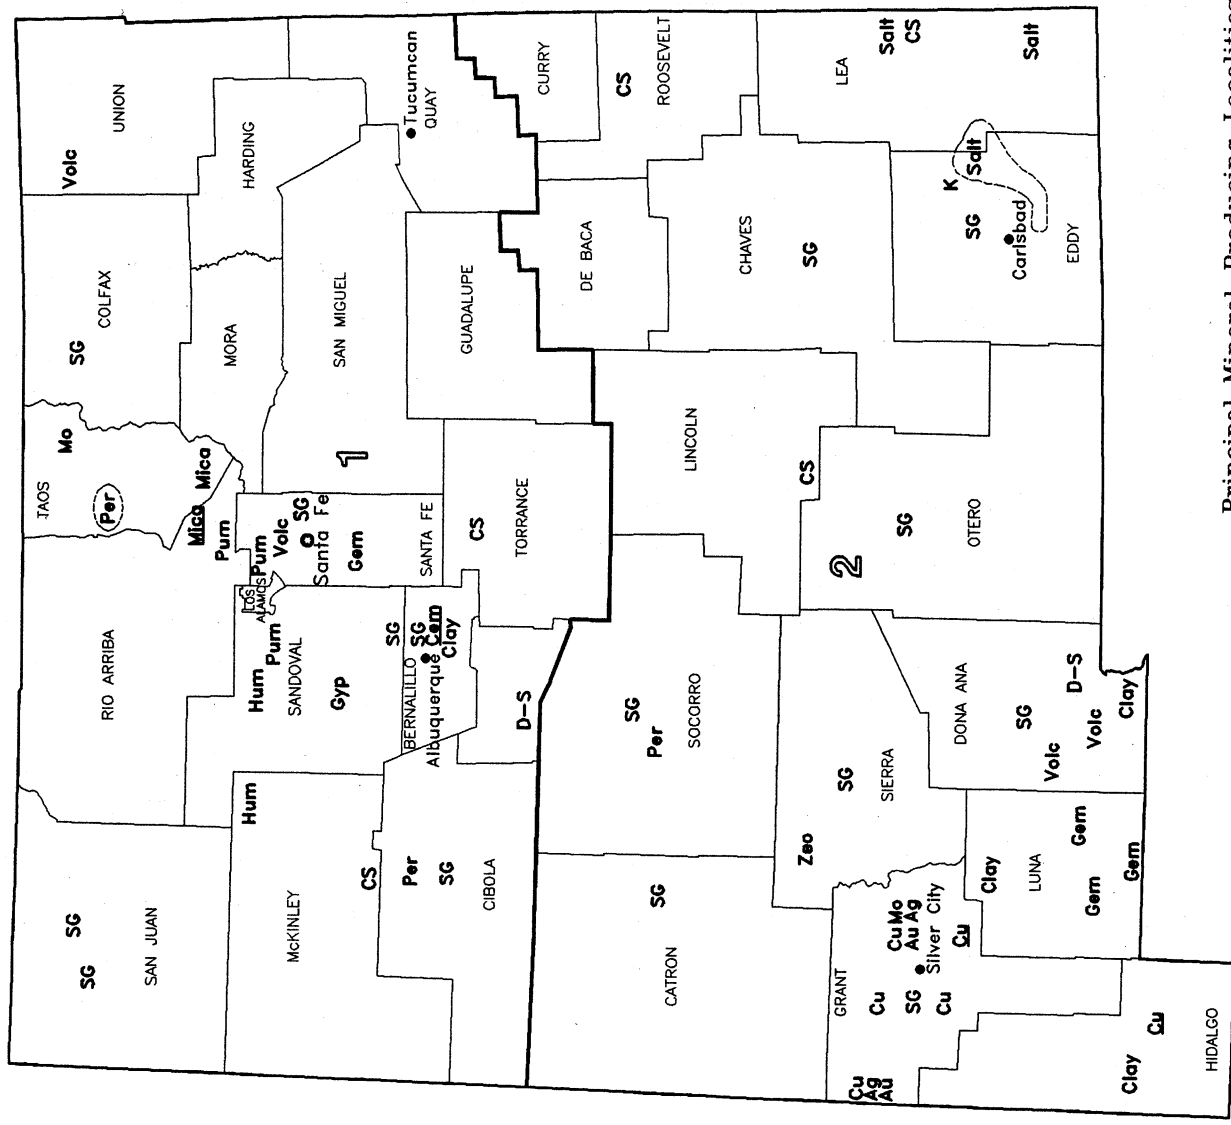 SG
SG
SAN JUAN
RIO ARRIBA
TAOS
Mo
Per
Mica
Mica
Pum
SG
COLFAX
Volc
UNION
HARDING
MORA
SAN MIGUEL
1
Hum
McKINLEY
CS
Hum
Pum
SANDOVAL
Gyp
SG
LOS
ALAMOS
Pum
Volc
SG
Santa Fe
Gem
SANTA FE
BERNALILLO
SG
Cem
Albuquerque
Clay
D-S
Per
SG
CIBOLA
CS
TORRANCE
GUADALUPE
Tucumcan
QUAY
CURRY
CS
ROOSEVELT
DE BACA
SG
CATRON
SG
Per
SOCORRO
LINCOLN
CS
CHAVES
SG
LEA
Salt
CS
Salt
K
Salt
SG
Carlsbad
EDDY
2
SG
OTERO
Zeo
SG
SIERRA
DONA ANA
SG
D-S
Volc
Volc
Clay
Clay
LUNA
Gem
Gem
Gem
GRANT
Cu Mo
Au Ag
Silver City
Cu
Cu
SG
Cu
Cu
Ag
Au
Clay
Cu
HIDALGO
Principal Mineral-Producing Localities